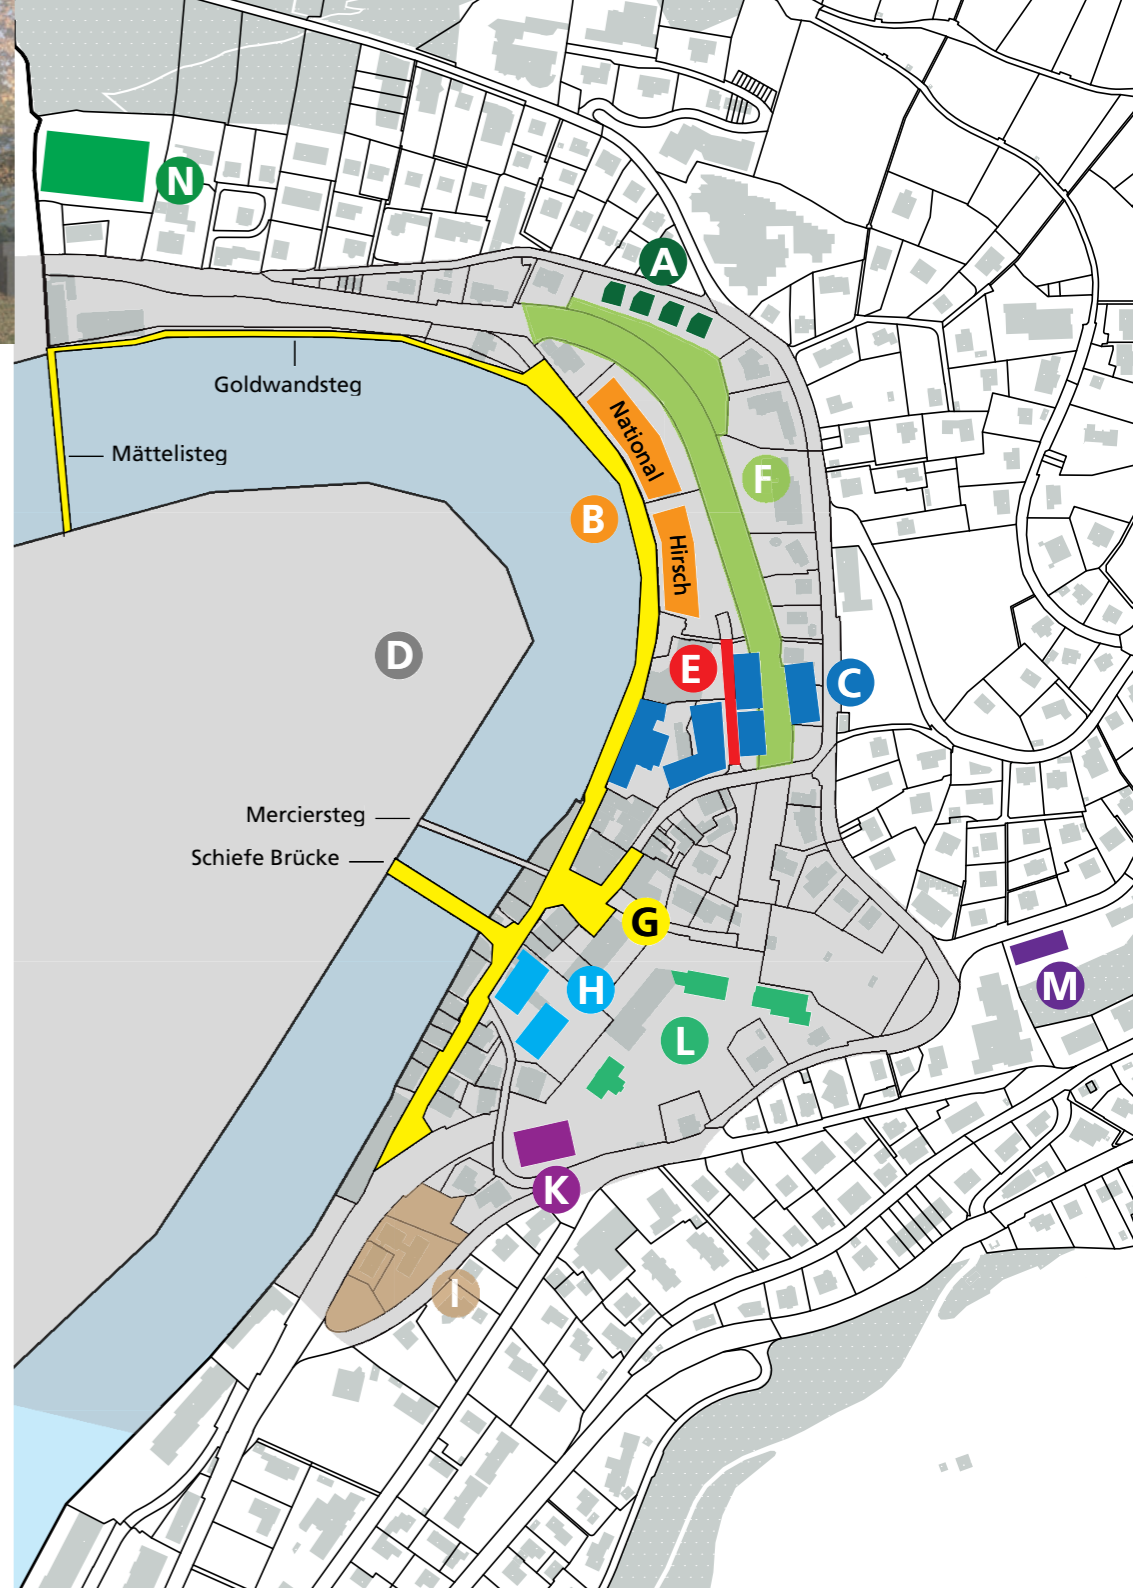 N
A
Goldwandsteg
Mättelisteg
National
F
B
Hirsch
D
E
C
Merciersteg
Schiefe Brücke
G
M
H
L
K
I